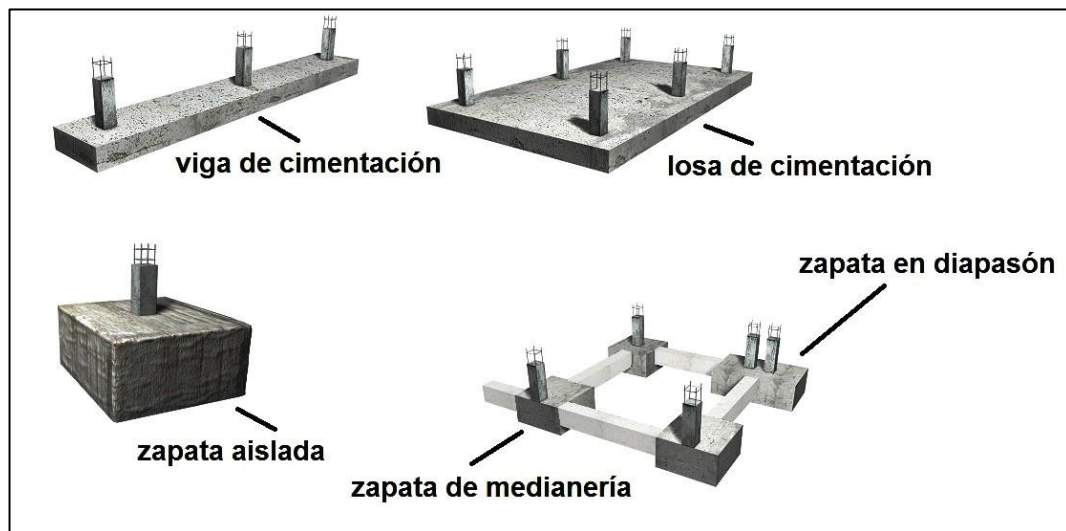 viga de cimentación
losa de cimentación
zapata en diapasón
zapata aislada
zapata de medianería